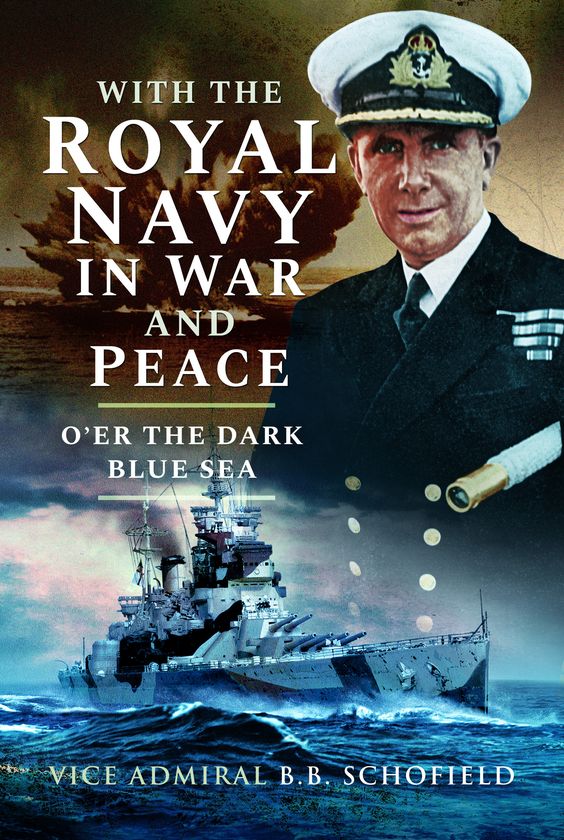 WITH THE
ROYAL
NAVY
IN WAR
AND
PEACE
O'ER THE DARK
BLUE SEA
VICE ADMIRAL B.B. SCHOFIELD